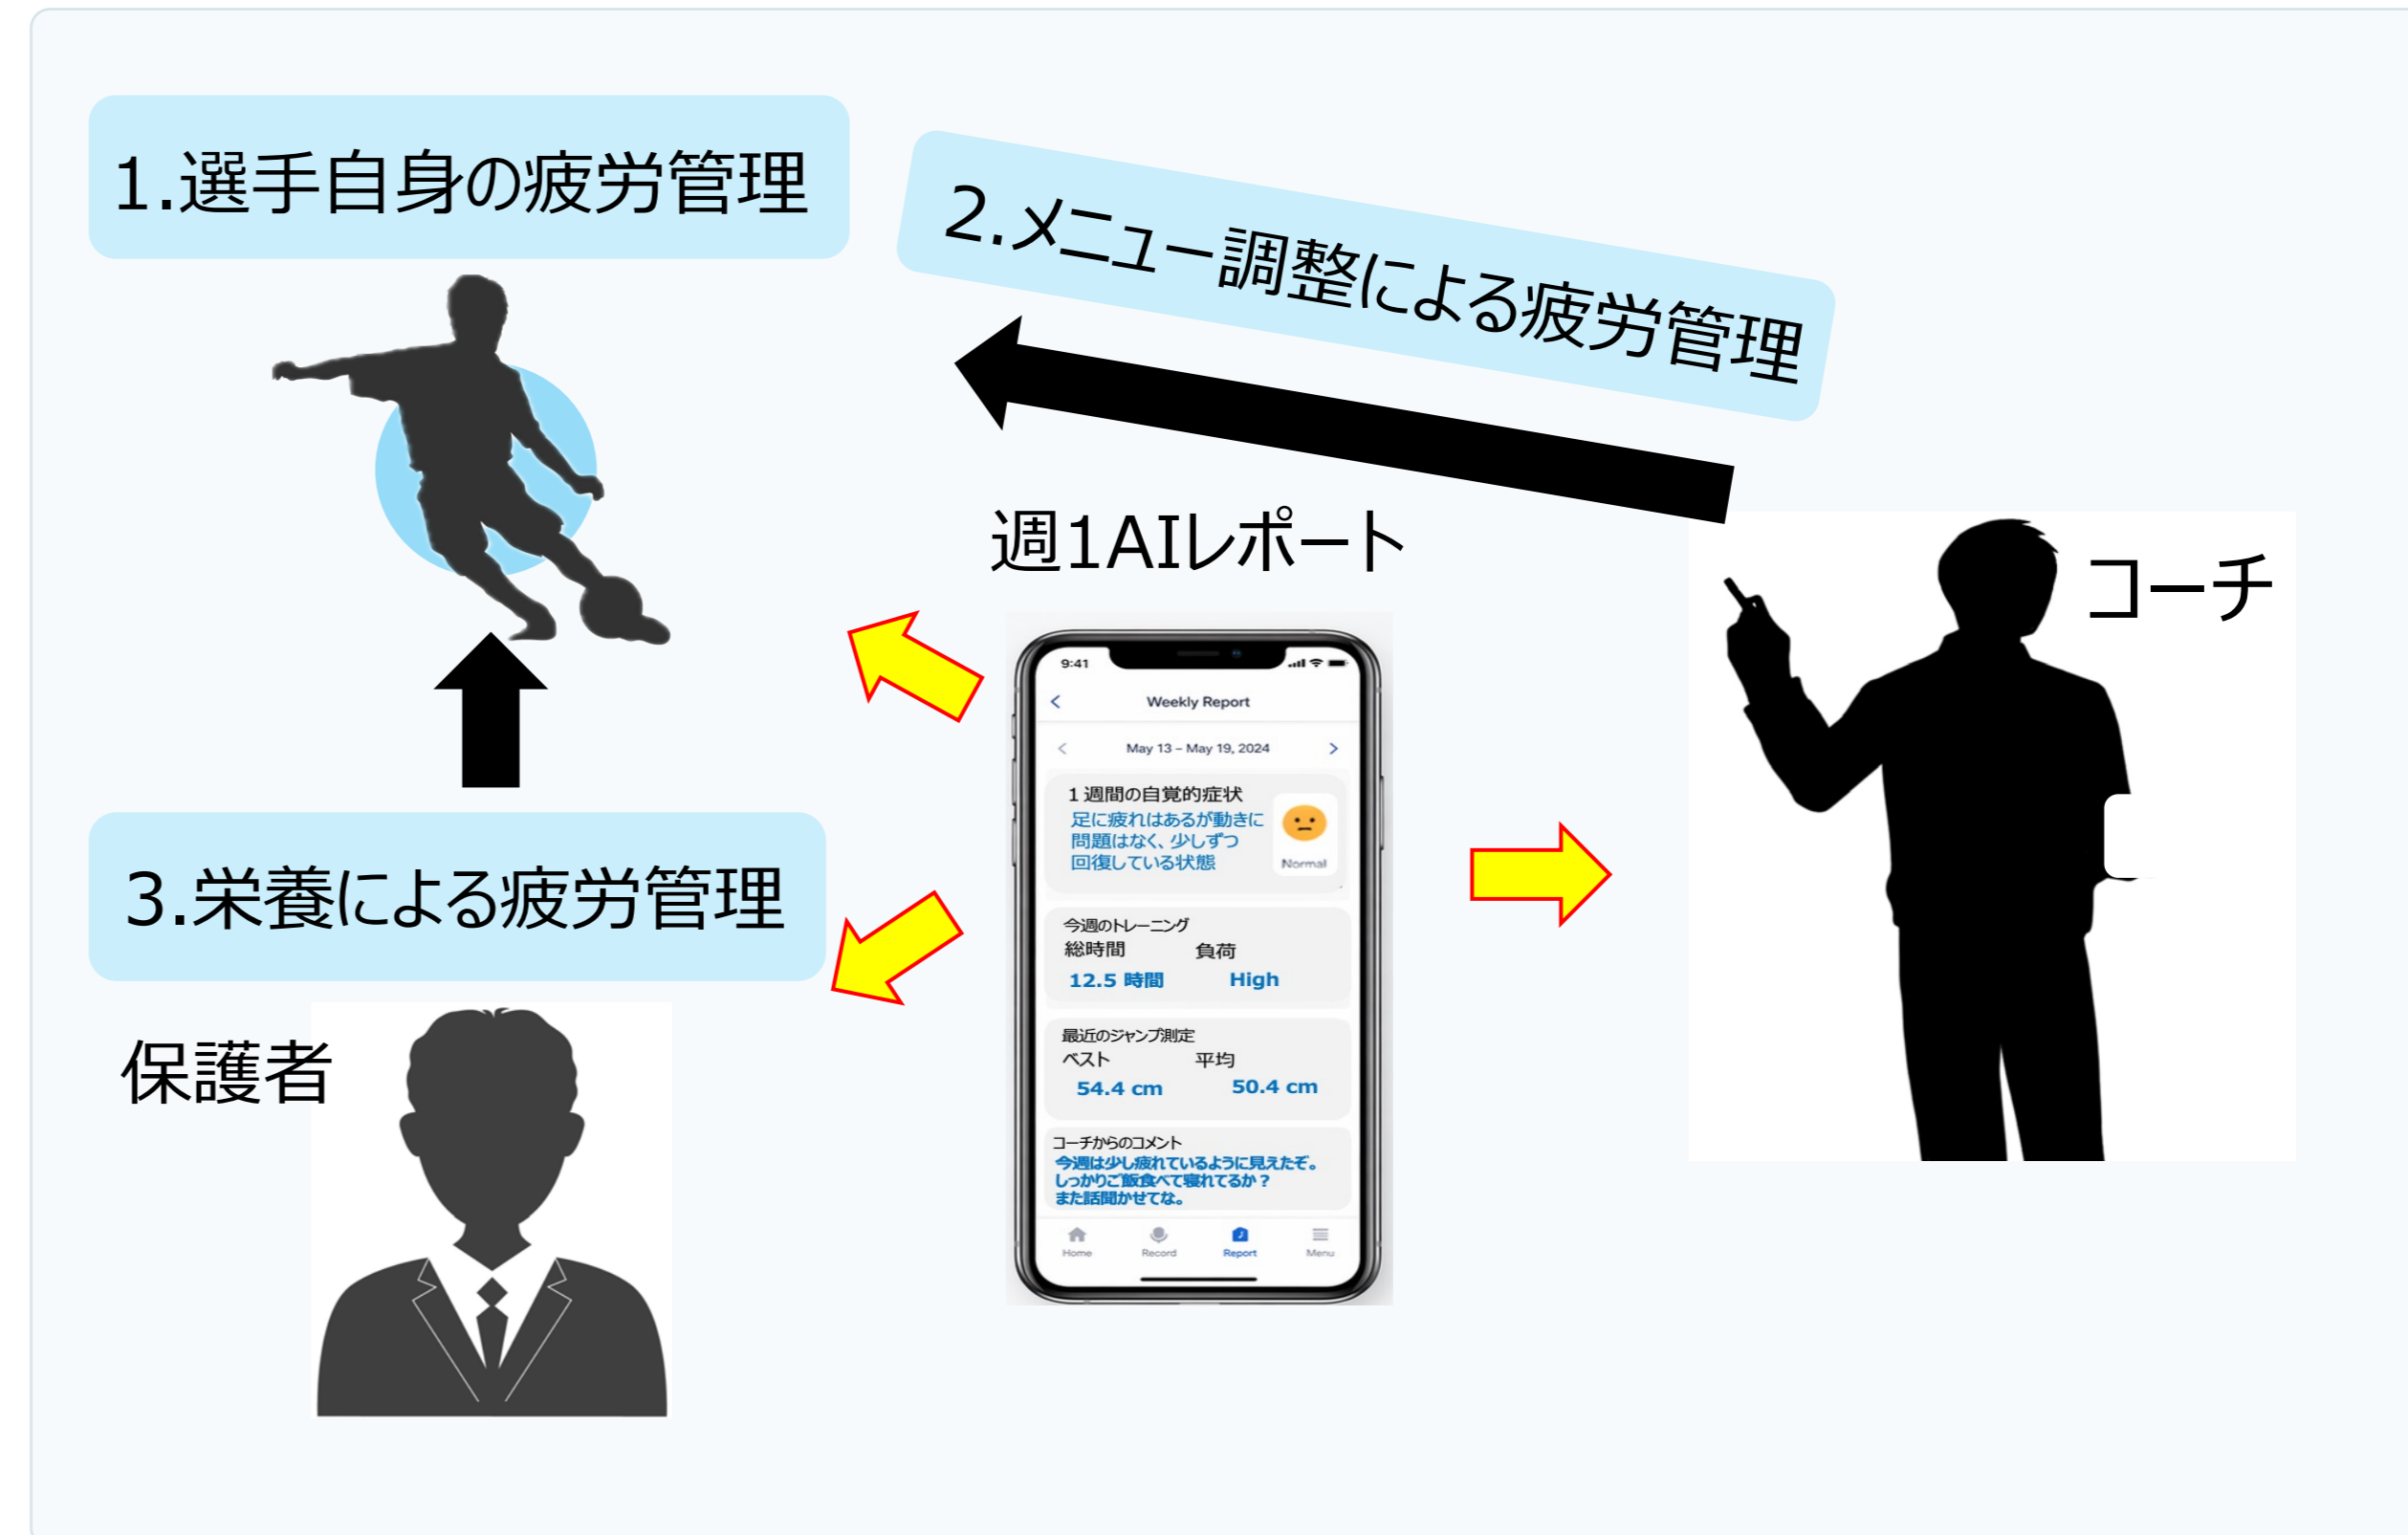 1.選手自身の疲労管理
2.メニュー調整による疲労管理
週1AIレポート
コーチ
9:41
Weekly Report
May 13 – May 19, 2024
1週間の自覚的症状
足に疲れはあるが動きに
問題はなく、少しずつ
回復している状態
Normal
今週のトレーニング
総時間 負荷
12.5 時間 High
最近のジャンプ測定
ベスト 平均
54.4 cm 50.4 cm
コーチからのコメント
今週は少し疲れているように見えたぞ。
しっかりご飯食べて寝れてるか?
また話聞かせてな。
Home Record Report Menu
3.栄養による疲労管理
保護者